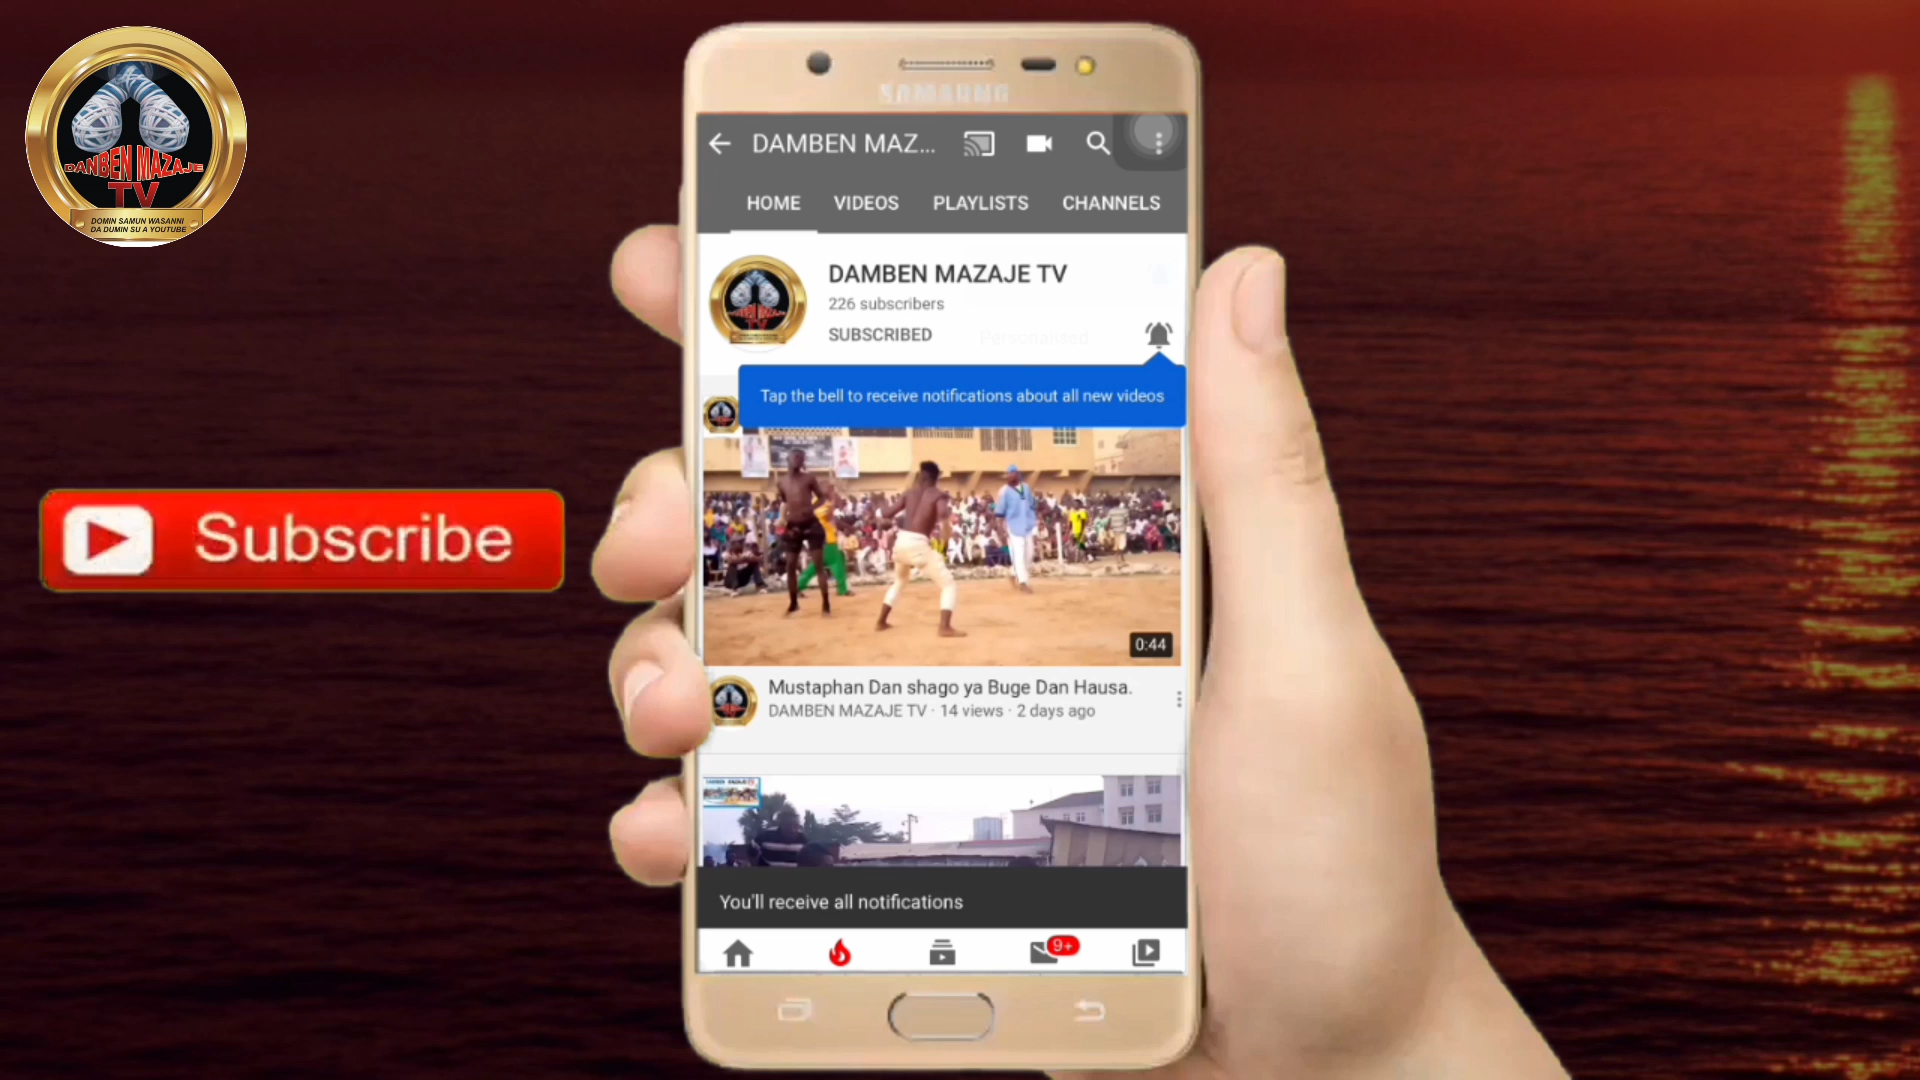 DANBEN MAZAJE
TV
DOMIN SAMUN WASANNI
DA DUMIN SU A YOUTUBE
Subscribe
SAMSUNG
DAMBEN MAZ...
HOME VIDEOS PLAYLISTS CHANNELS
DAMBEN MAZAJE TV
226 subscribers
SUBSCRIBED
Personalised
Tap the bell to receive notifications about all new videos
0:44
Mustaphan Dan shago ya Buge Dan Hausa.
DAMBEN MAZAJE TV · 14 views · 2 days ago
You'll receive all notifications
9+